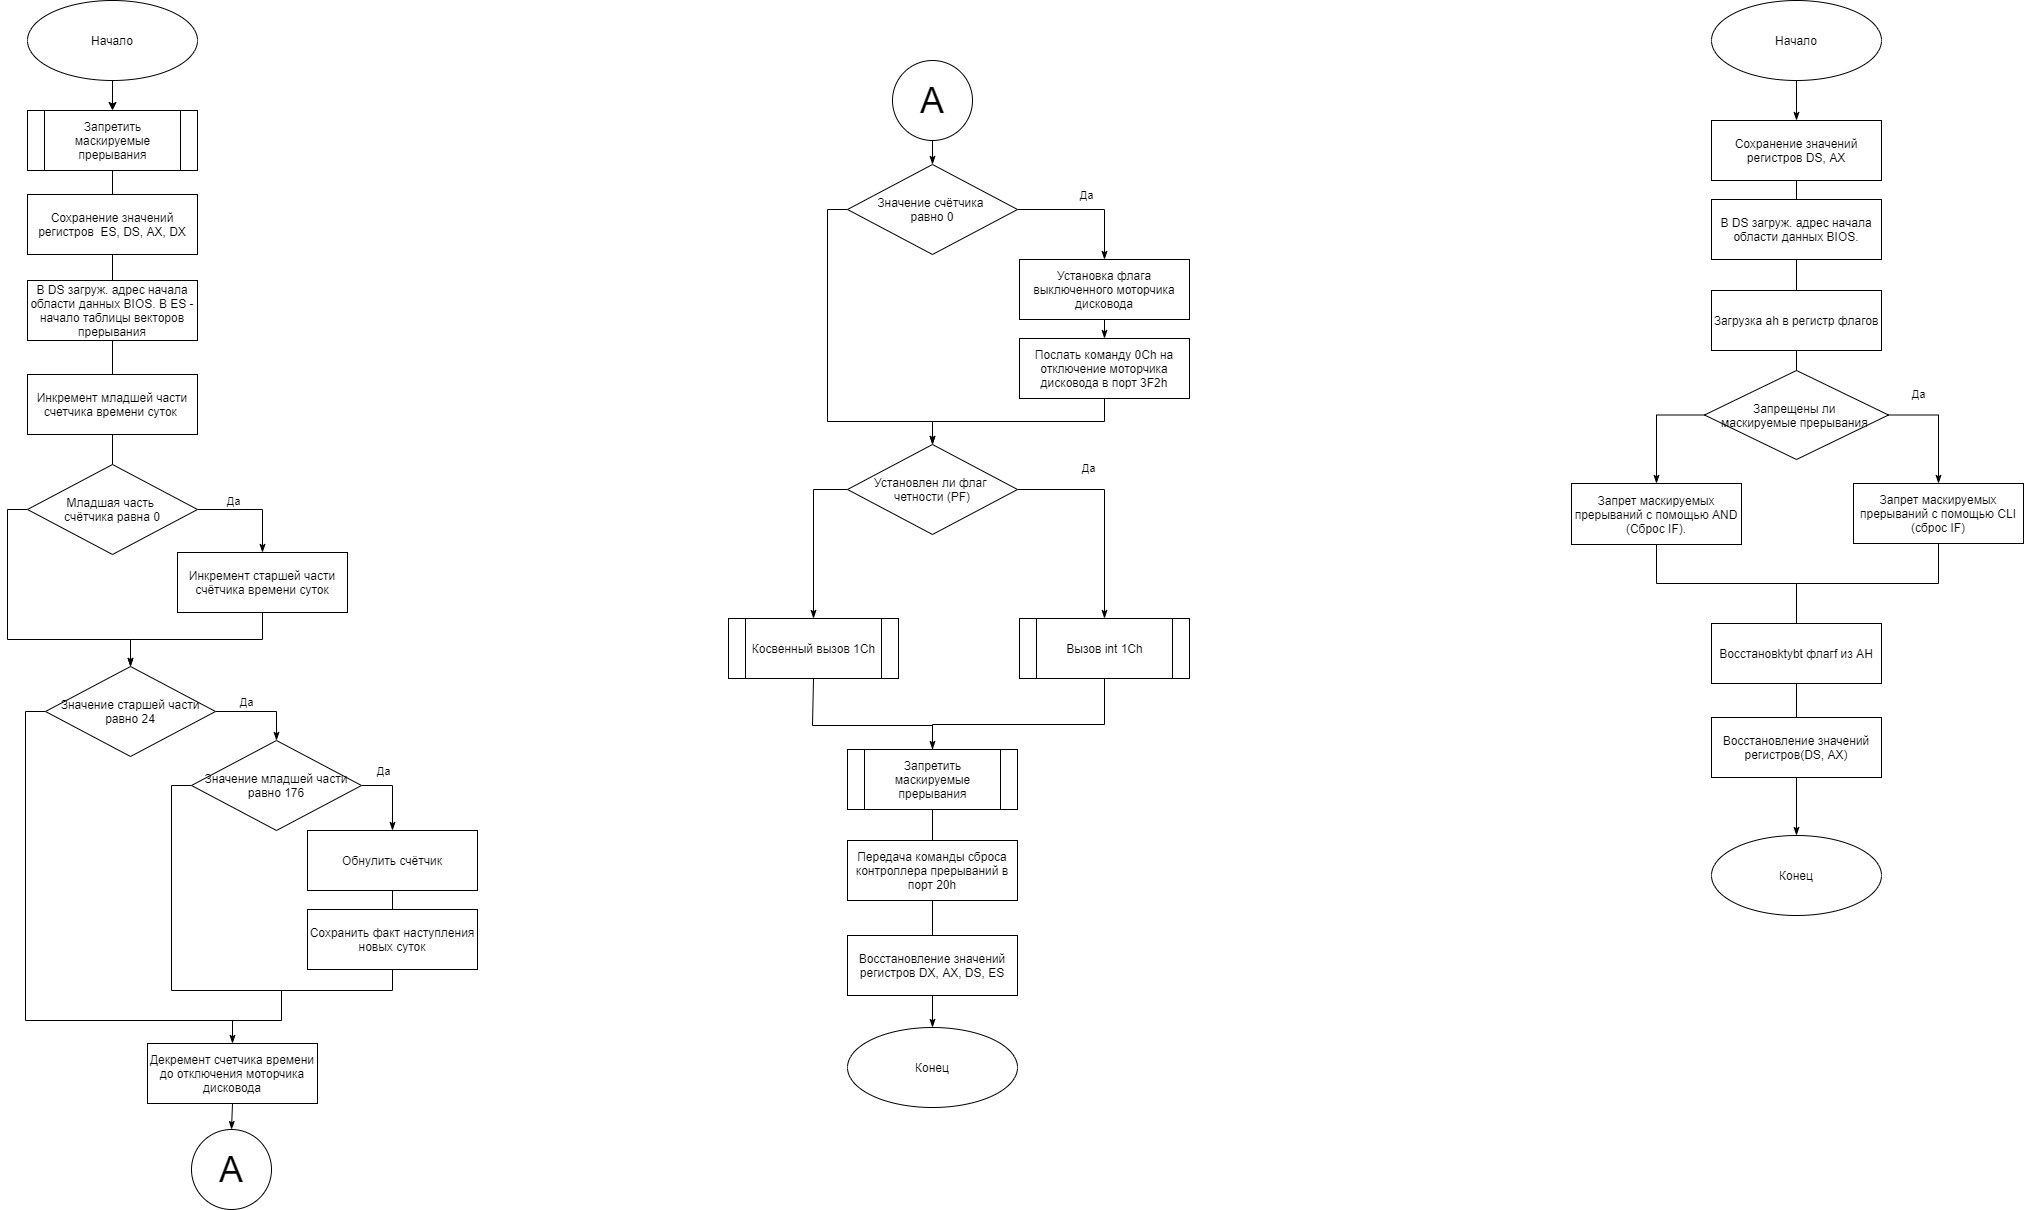 Начало
Запретить
маскируемые
прерывания
Сохранение значений
регистров ES, DS, AX, DX
В DS загруж. адрес начала
области данных BIOS. В ES -
начало таблицы векторов
прерывания
Инкремент младшей части
счетчика времени суток
Младшая часть
счётчика равна 0
Да
Инкремент старшей части
счётчика времени суток
Значение старшей части
равно 24
Да
Значение младшей части
равно 176
Да
Обнулить счётчик
Сохранить факт наступления
новых суток
Декремент счетчика времени
до отключения моторчика
дисковода
A
A
Значение счётчика
равно 0
Да
Установка флага
выключенного моторчика
дисковода
Послать команду 0Ch на
отключение моторчика
дисковода в порт 3F2h
Установлен ли флаг
четности (PF)
Да
Косвенный вызов 1Ch
Вызов int 1Ch
Запретить
маскируемые
прерывания
Передача команды сброса
контроллера прерываний в
порт 20h
Восстановление значений
регистров DX, AX, DS, ES
Конец
Начало
Сохранение значений
регистров DS, AX
В DS загруж. адрес начала
области данных BIOS.
Загрузка ah в регистр флагов
Запрещены ли
маскируемые прерывания
Да
Запрет маскируемых
прерываний с помощью AND
(Сброс IF).
Запрет маскируемых
прерываний с помощью CLI
(сброс IF)
Восстановktybt флагf из AH
Восстановление значений
регистров(DS, AX)
Конец